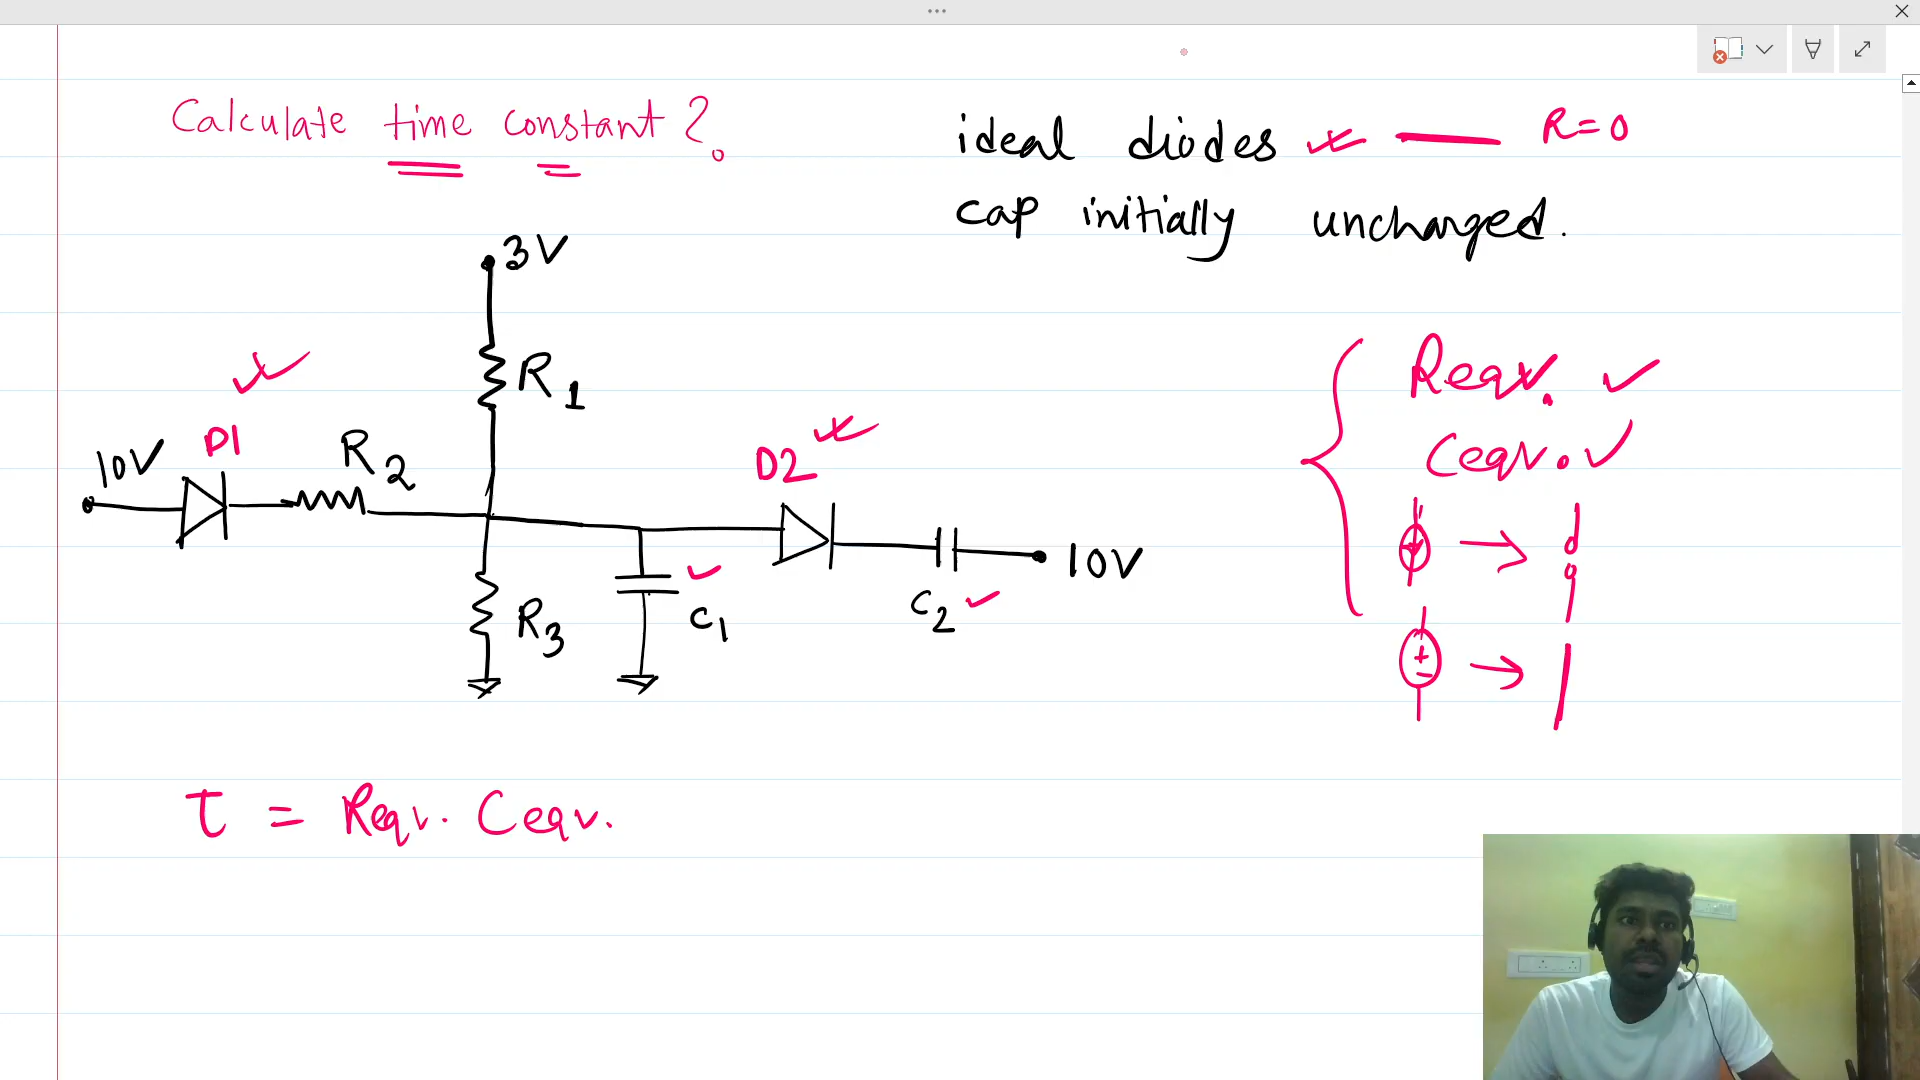 Calculate time constant ?
ideal diodes
R=0
cap initially uncharged.
3V
R1
10V
D1
R2
D2
10V
R3
C1
C2
Reqv.
Ceqv.
+
-
τ = Reqv. Ceqv.